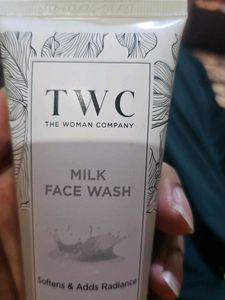 TWC
THE WOMAN COMPANY
MILK
FACE WASH
Softens & Adds Radiance